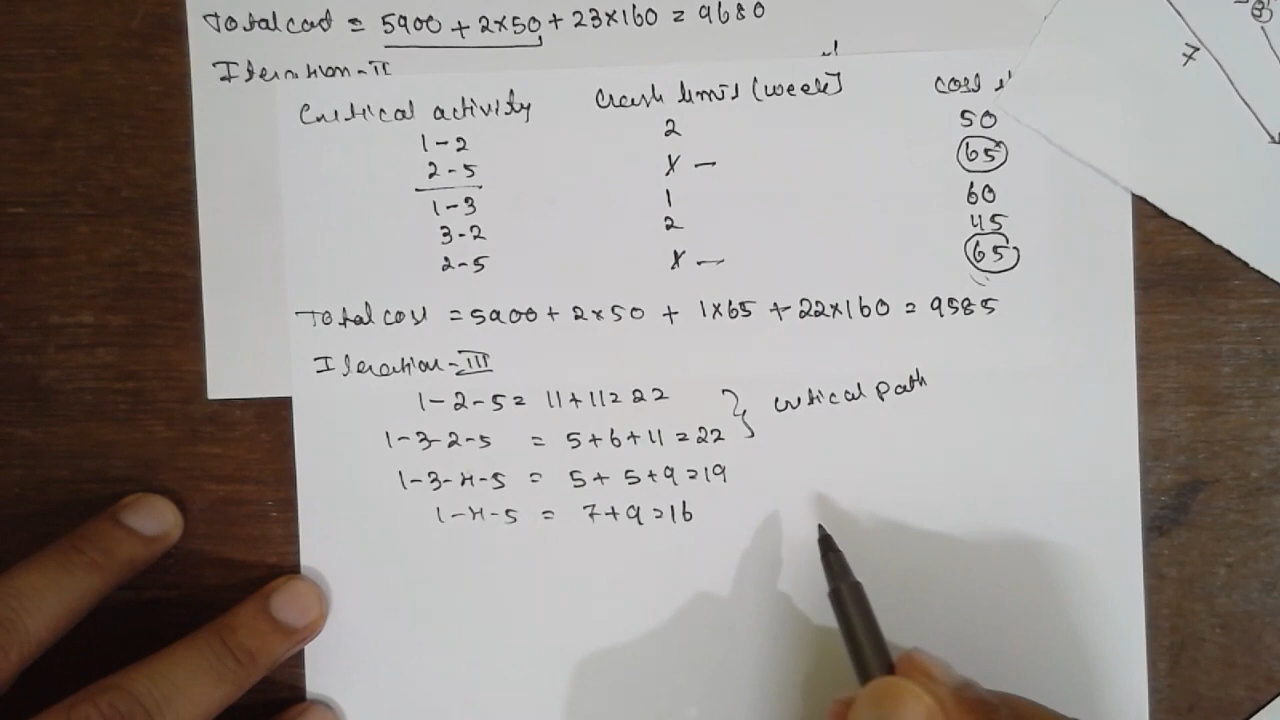 Total cost = 5900 + 2×50 + 23×160 = 9680
Iteration-II
Critical activity crash limit (week) cost
1-2 2 50
2-5 X — 65
1-3 1 60
3-2 2 45
2-5 X — 65
Total cost = 5900 + 2×50 + 1×65 + 22×160 = 9585
Iteration-III
1-2-5 = 11+11 = 22
1-3-2-5 = 5+6+11 = 22 } critical path
1-3-4-5 = 5+5+9 = 19
1-4-5 = 7+9 = 16
7
3